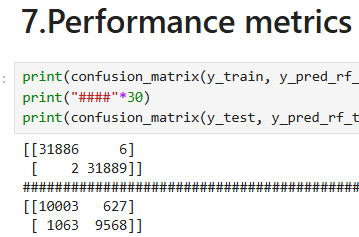 7.Performance metrics
:
print(confusion_matrix(y_train, y_pred_rf_
print("####"*30)
print(confusion_matrix(y_test, y_pred_rf_t
[[31886     6]
 [    2 31889]]
##############################################
[[10003   627]
 [ 1063  9568]]